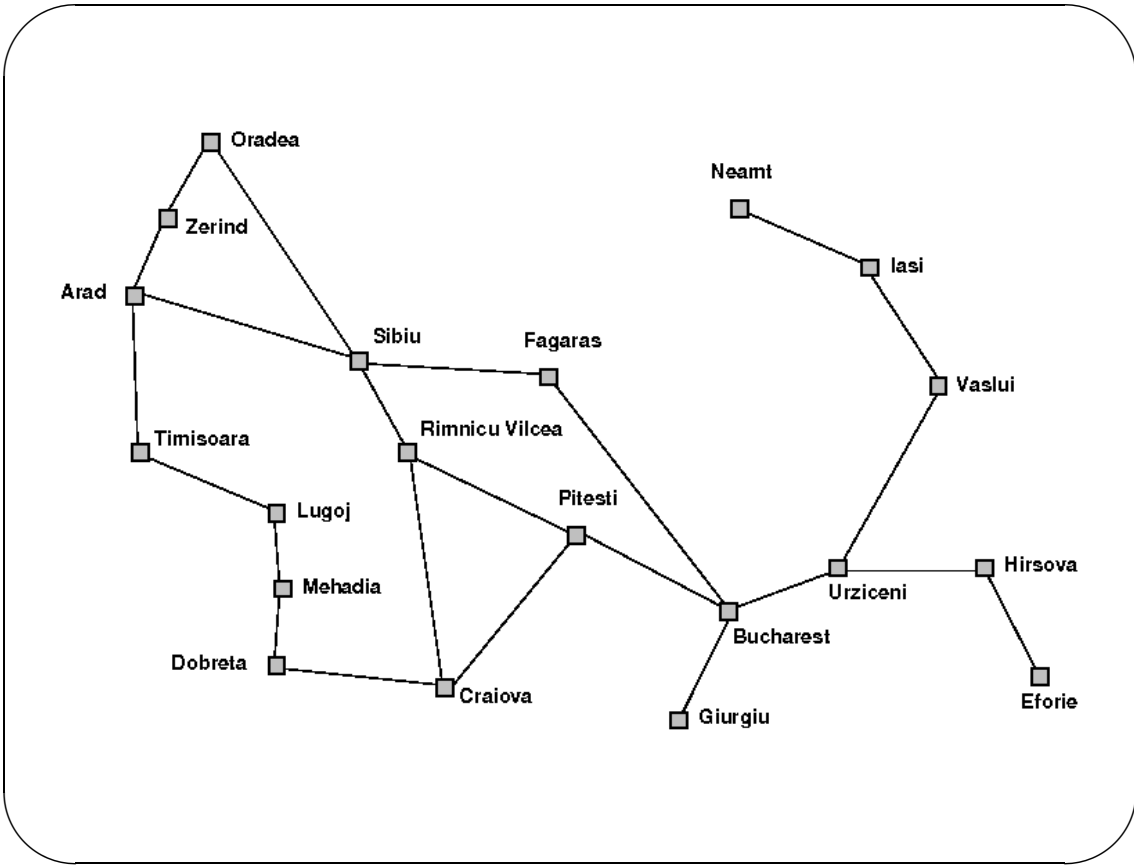 Oradea
Neamt
Zerind
Iasi
Arad
Sibiu
Fagaras
Vaslui
Rimnicu Vilcea
Timisoara
Pitesti
Lugoj
Hirsova
Mehadia
Urziceni
Bucharest
Dobreta
Craiova
Eforie
Giurgiu